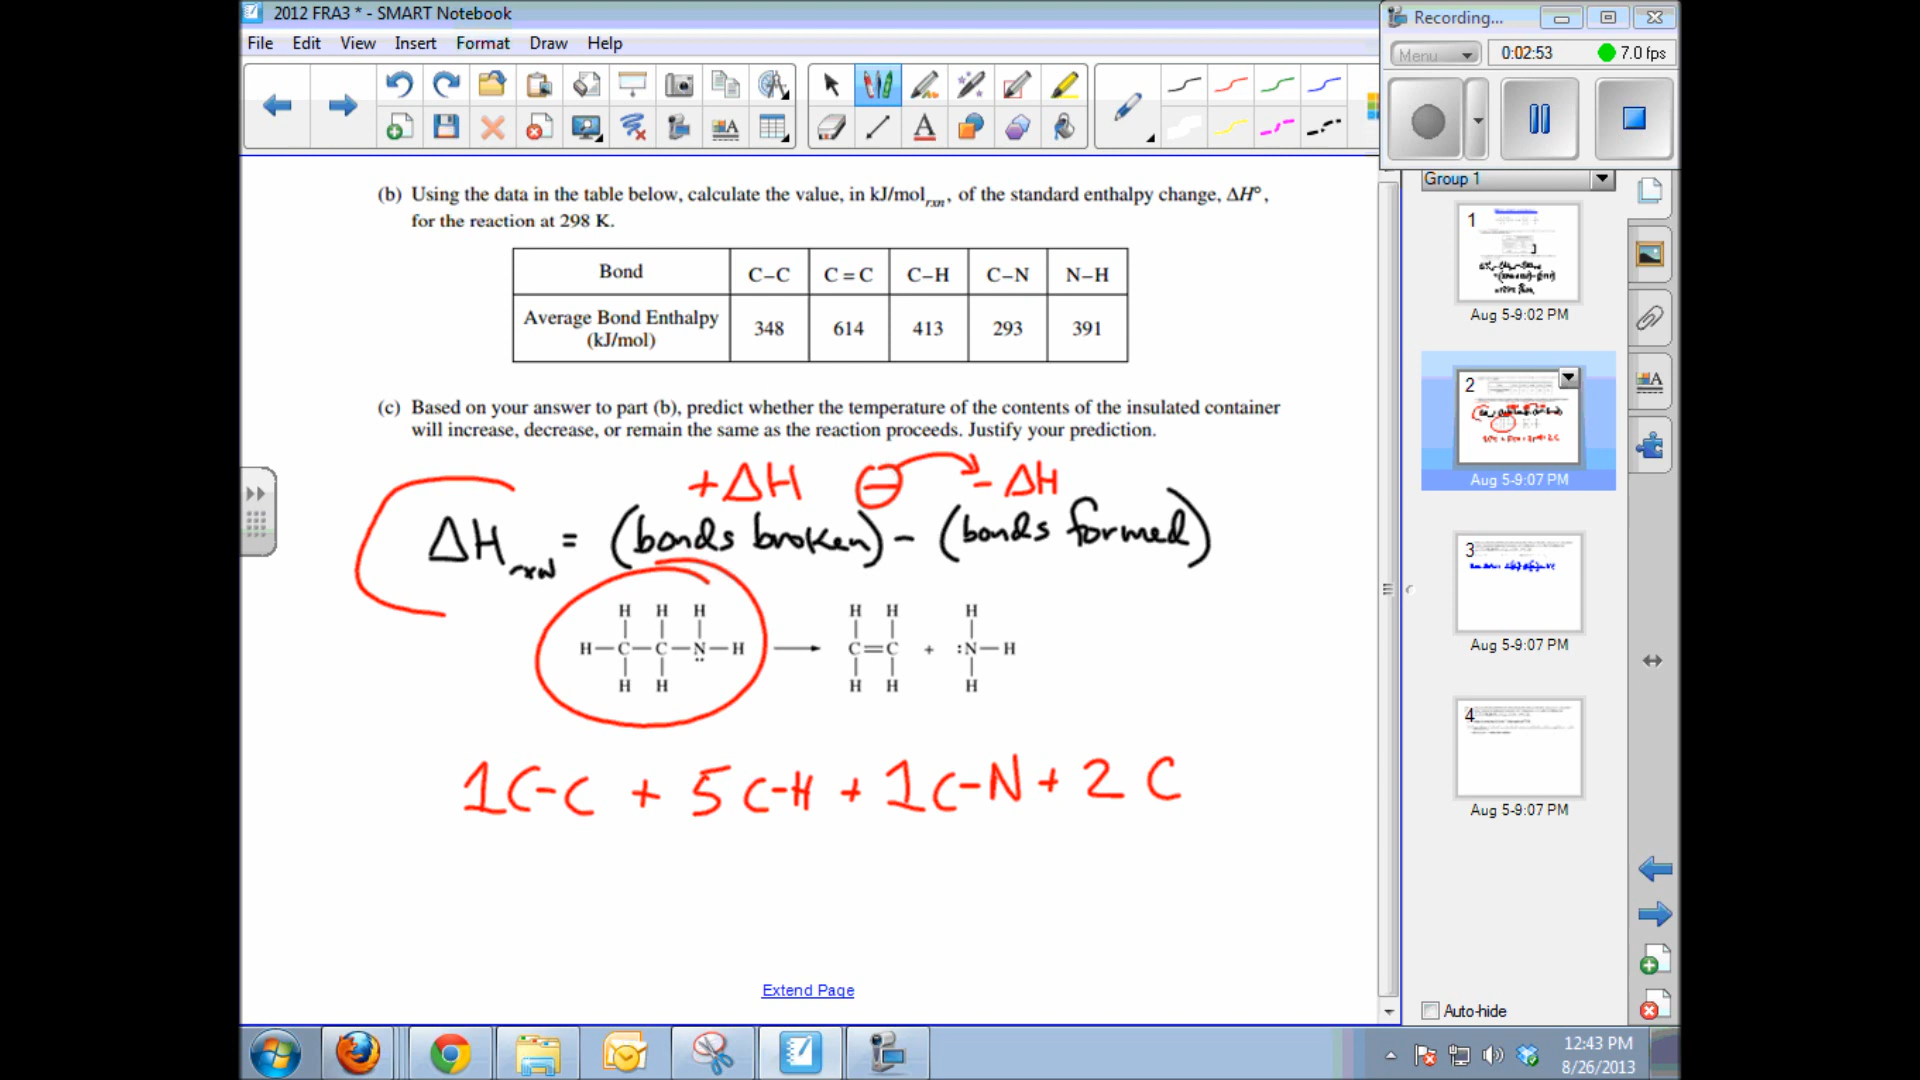 2012 FRA3 * - SMART Notebook
Recording...
File Edit View Insert Format Draw Help
Menu
0:02:53
7.0 fps
(b) Using the data in the table below, calculate the value, in kJ/molrxn, of the standard enthalpy change, ΔH°,
for the reaction at 298 K.
Bond C–C C=C C–H C–N N–H
Average Bond Enthalpy
(kJ/mol) 348 614 413 293 391
(c) Based on your answer to part (b), predict whether the temperature of the contents of the insulated container
will increase, decrease, or remain the same as the reaction proceeds. Justify your prediction.
+ΔH ⊖ -ΔH
ΔHrxn = (bonds broken) - (bonds formed)
H H H H H H
H—C—C—N—H → C=C + :N—H
H H H H H
1C-C + 5C-H + 1C-N + 2 C
Extend Page
Group 1
1
Aug 5-9:02 PM
2
Aug 5-9:07 PM
3
Aug 5-9:07 PM
4
Aug 5-9:07 PM
Auto-hide
12:43 PM
8/26/2013